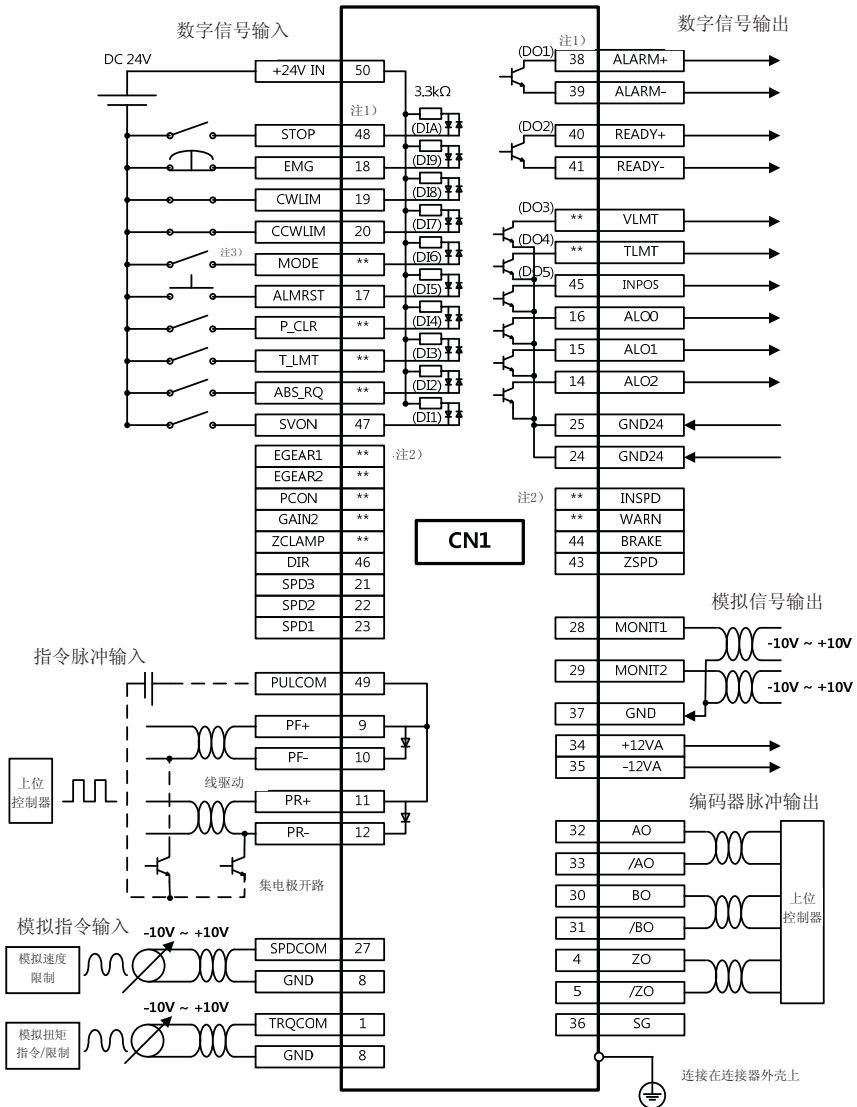 数字信号输入
DC 24V
+24V IN 50
3.3kΩ
注1)
STOP 48 (DIA)
EMG 18 (DI9)
CWLIM 19 (DI8)
CCWLIM 20 (DI7)
注3)
MODE ** (DI6)
ALMRST 17 (DI5)
P_CLR ** (DI4)
T_LMT ** (DI3)
ABS_RQ ** (DI2)
SVON 47 (DI1)
EGEAR1 ** 注2)
EGEAR2 **
PCON **
GAIN2 **
ZCLAMP **
DIR 46
SPD3 21
SPD2 22
SPD1 23
指令脉冲输入
PULCOM 49
PF+ 9
PF- 10
上位
控制器
线驱动
PR+ 11
PR- 12
集电极开路
模拟指令输入
-10V ~ +10V
模拟速度
限制
SPDCOM 27
GND 8
-10V ~ +10V
模拟扭矩
指令/限制
TRQCOM 1
GND 8
CN1
数字信号输出
注1)
(DO1) 38 ALARM+
39 ALARM-
(DO2) 40 READY+
41 READY-
(DO3) ** VLMT
(DO4) ** TLMT
(DO5) 45 INPOS
16 ALO0
15 ALO1
14 ALO2
25 GND24
24 GND24
注2) ** INSPD
** WARN
44 BRAKE
43 ZSPD
模拟信号输出
28 MONIT1
-10V ~ +10V
29 MONIT2
-10V ~ +10V
37 GND
34 +12VA
35 -12VA
编码器脉冲输出
32 AO
33 /AO
30 BO
31 /BO
4 ZO
5 /ZO
36 SG
上位
控制器
连接在连接器外壳上